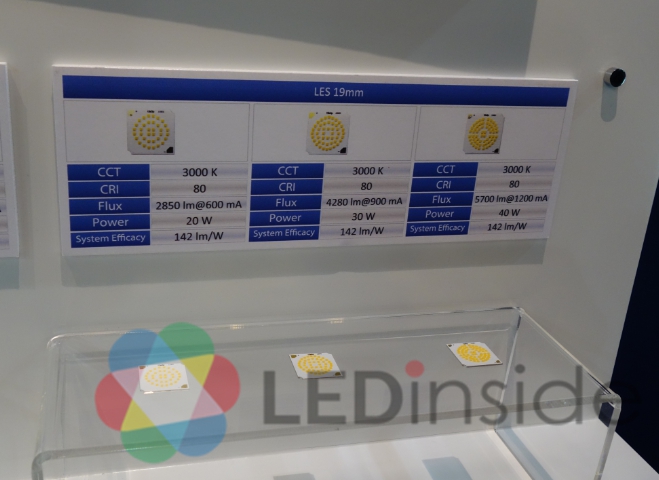 LES 19mm
CCT 3000 K CCT 3000 K CCT 3000 K
CRI 80 CRI 80 CRI 80
Flux 2850 lm@600 mA Flux 4280 lm@900 mA Flux 5700 lm@1200 mA
Power 20 W Power 30 W Power 40 W
System Efficacy 142 lm/W System Efficacy 142 lm/W System Efficacy 142 lm/W
LEDinside